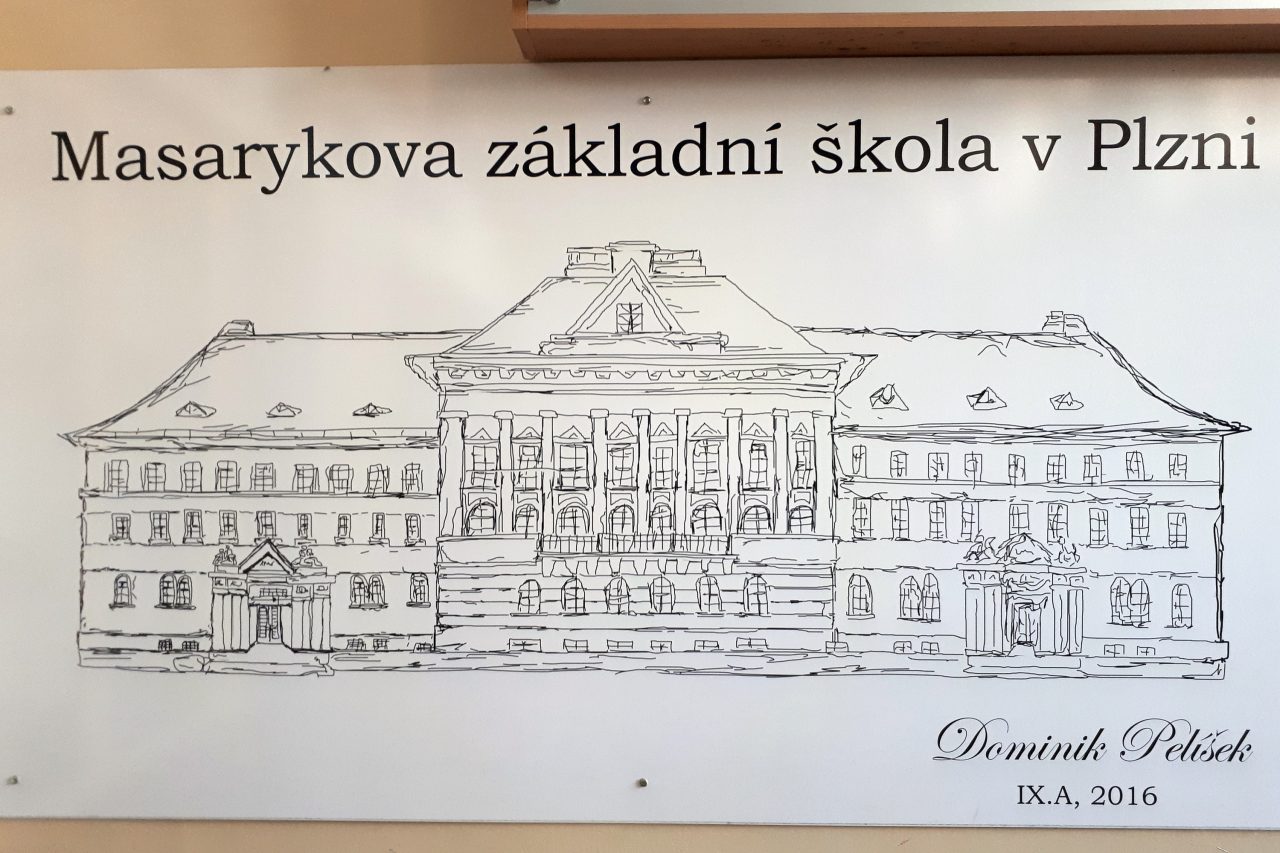 Masarykova základní škola v Plzni
Dominik Pelíšek
IX.A, 2016